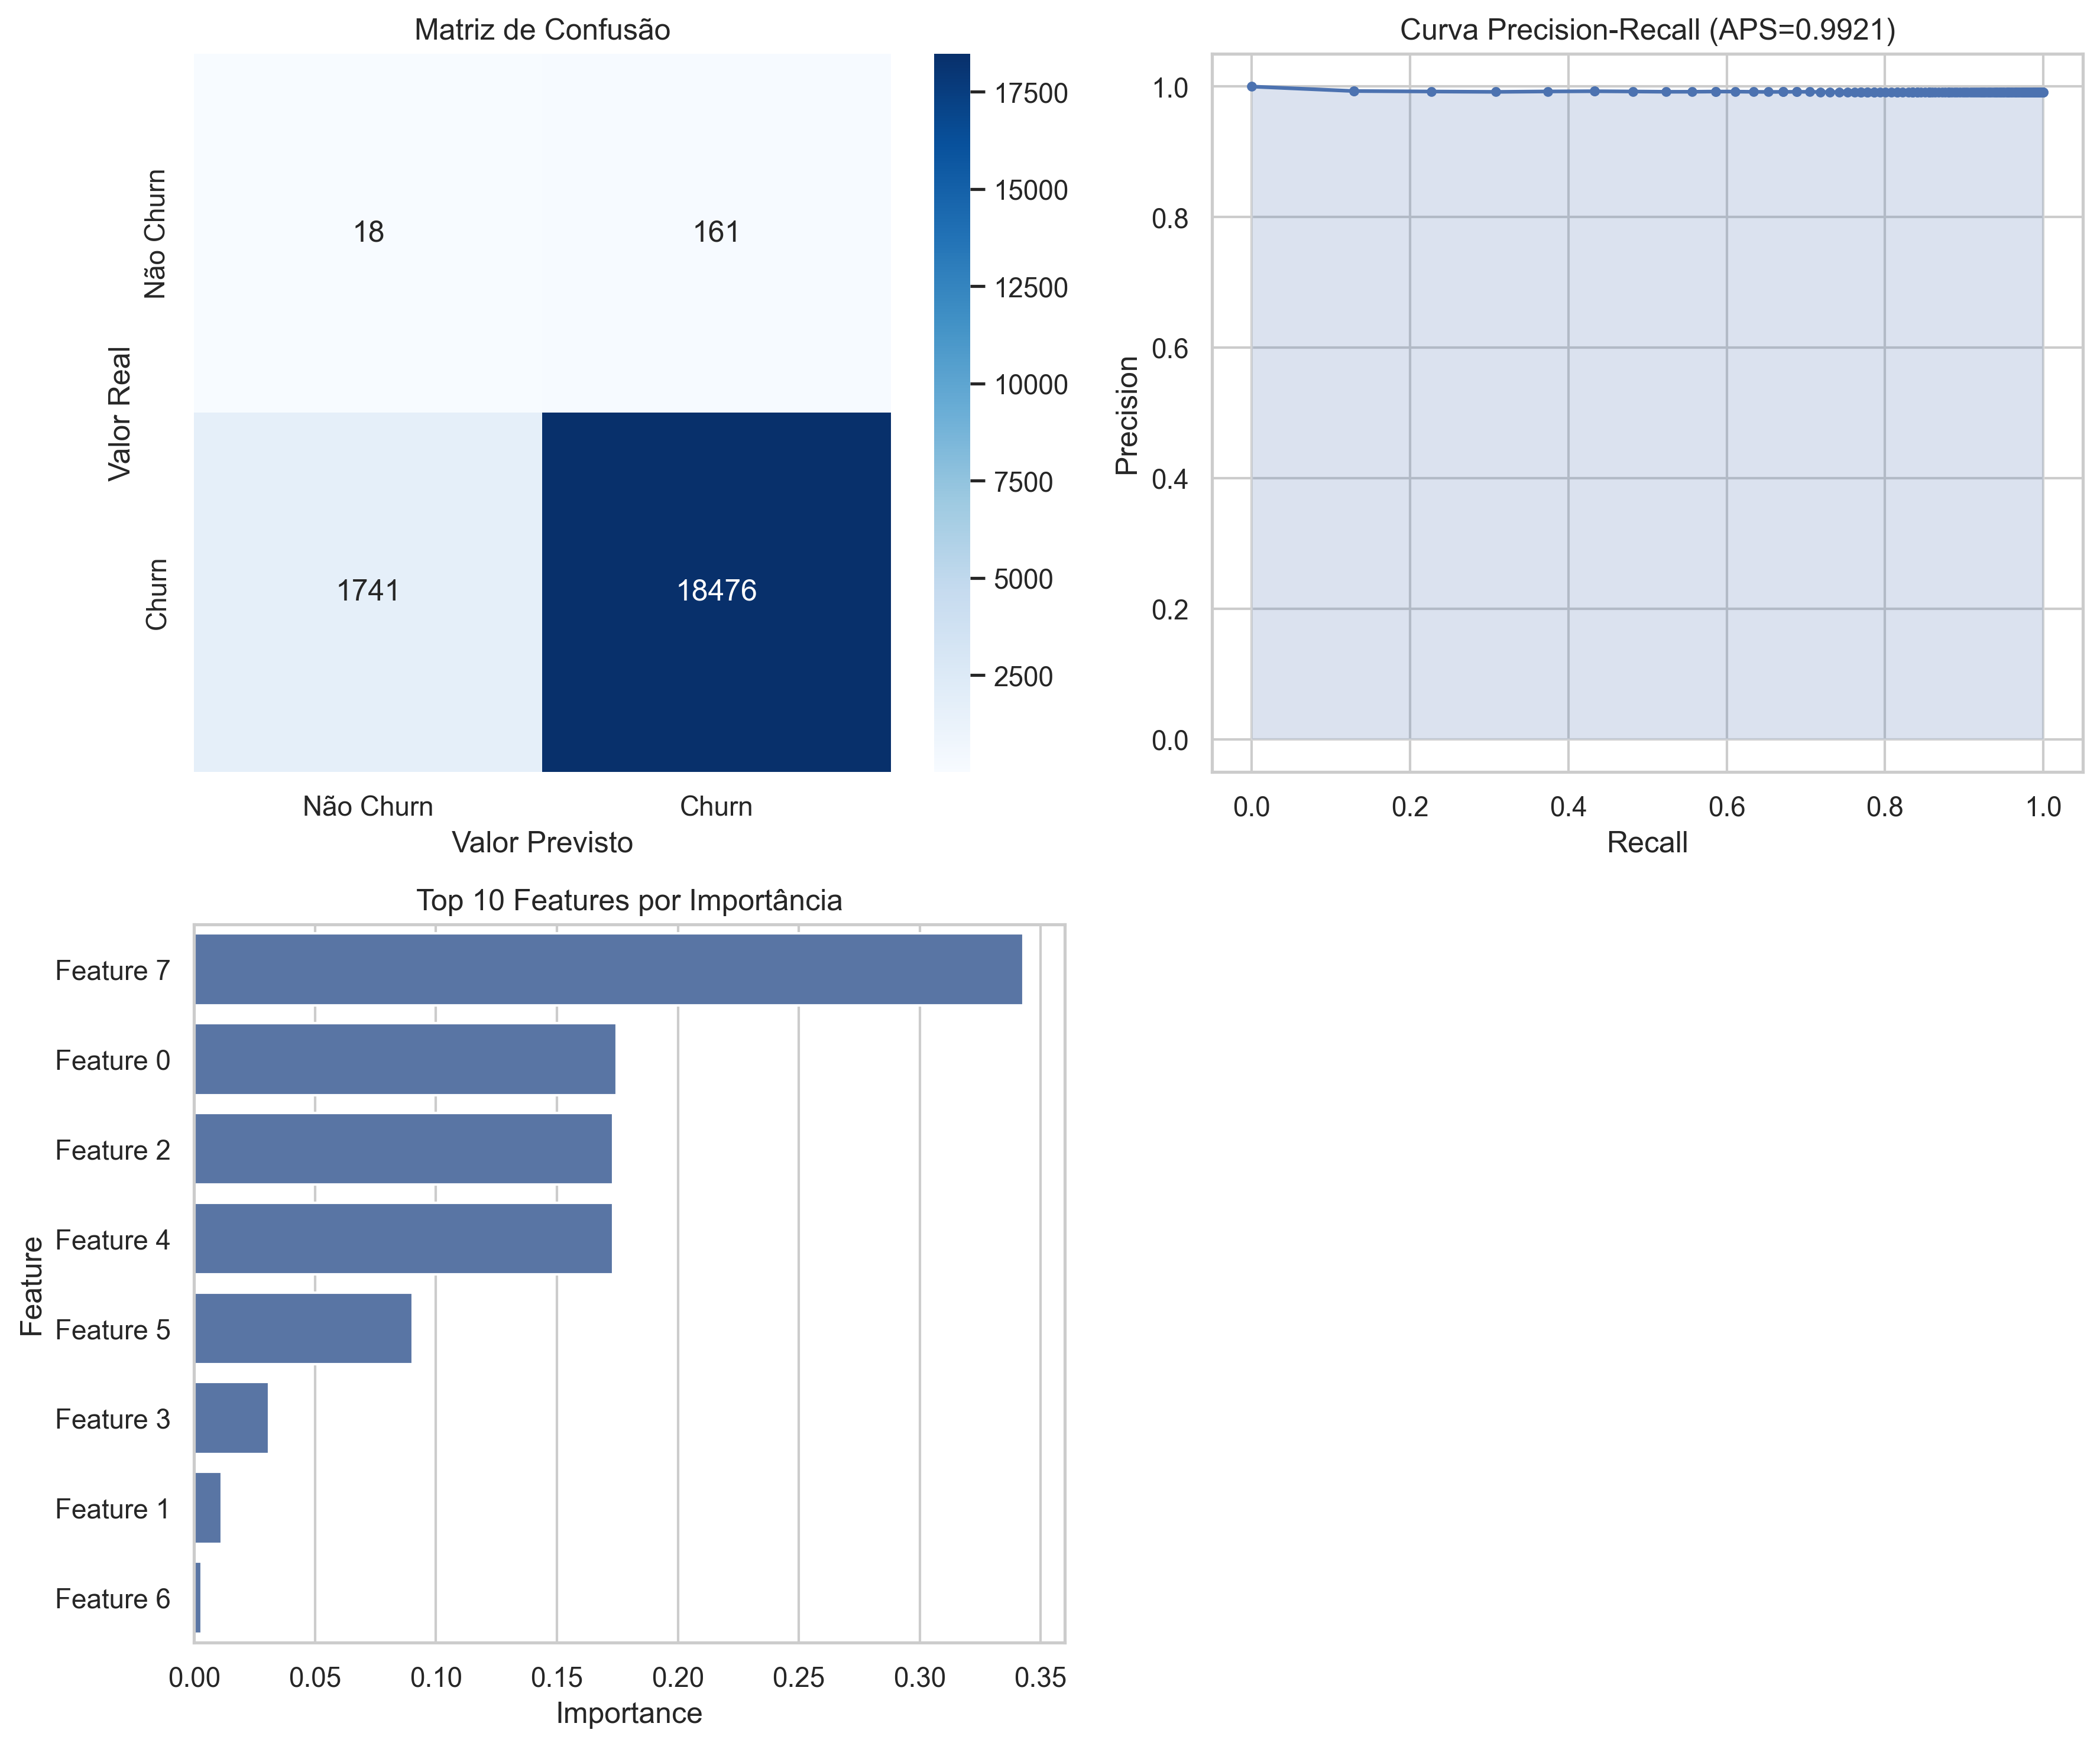 Matriz de Confusão
Não Churn
Churn
Valor Real
18
161
1741
18476
Não Churn
Churn
Valor Previsto
17500
15000
12500
10000
7500
5000
2500
Curva Precision-Recall (APS=0.9921)
Precision
1.0
0.8
0.6
0.4
0.2
0.0
0.0
0.2
0.4
0.6
0.8
1.0
Recall
Top 10 Features por Importância
Feature
Feature 7
Feature 0
Feature 2
Feature 4
Feature 5
Feature 3
Feature 1
Feature 6
0.00
0.05
0.10
0.15
0.20
0.25
0.30
0.35
Importance